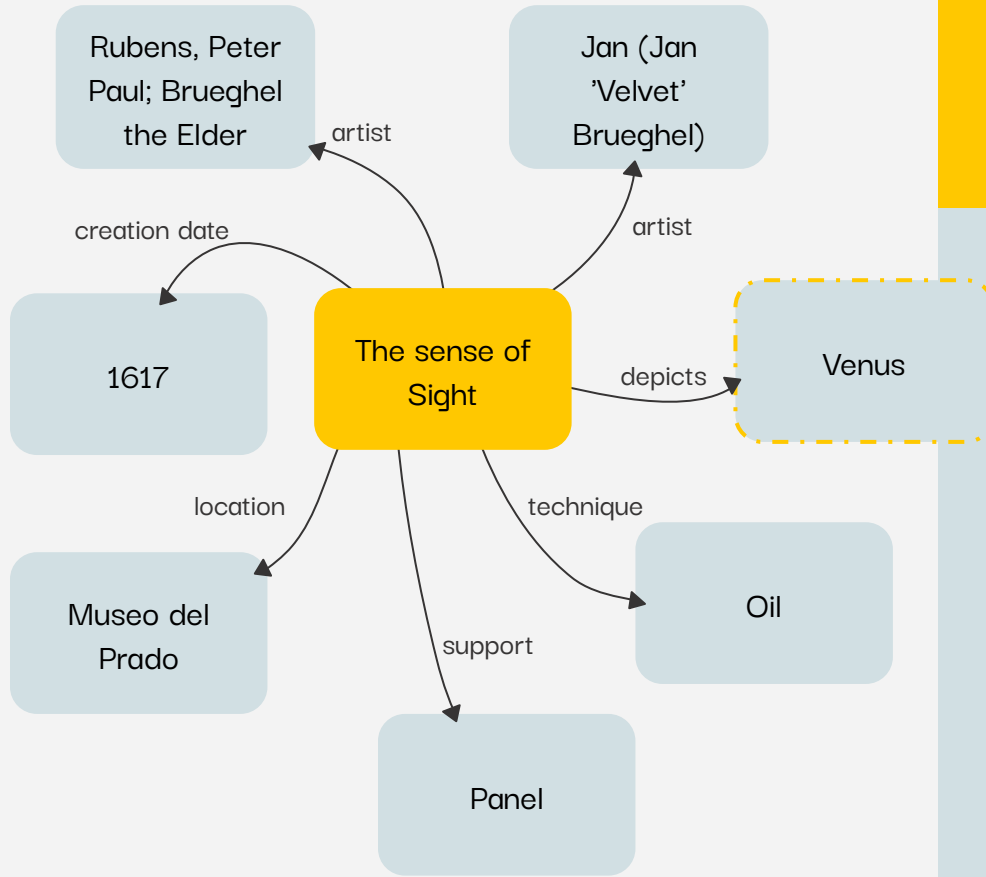 Rubens, Peter
Paul; Brueghel
the Elder
Jan (Jan
'Velvet'
Brueghel)
artist
creation date
artist
1617
The sense of
Sight
depicts
Venus
location
technique
Museo del
Prado
Oil
support
Panel